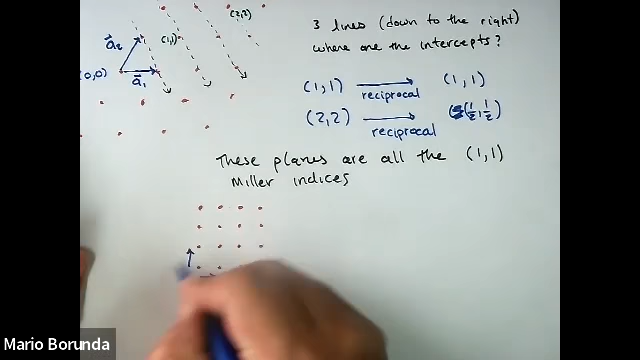 (2,2)
3 lines (down to the right)
where are the intercepts?
a⃗₂
(1,1)
(0,0)
a⃗₁
(1,1) → (1,1)
reciprocal
(2,2) → (½,½)
reciprocal
These planes are all the (1,1)
Miller indices
Mario Borunda